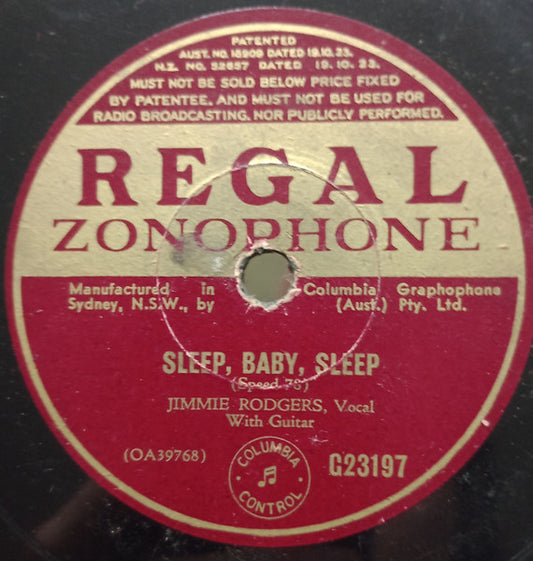 PATENTED
AUST. NO. 18909 DATED 19.10.23.
N.Z. NO. 52657 DATED 19.10.23.
MUST NOT BE SOLD BELOW PRICE FIXED
BY PATENTEE, AND MUST NOT BE USED FOR
RADIO BROADCASTING, NOR PUBLICLY PERFORMED.
REGAL
ZONOPHONE
Manufactured in Columbia Graphophone
Sydney, N.S.W., by (Aust.) Pty. Ltd.
SLEEP, BABY, SLEEP
(Speed 78)
JIMMIE RODGERS, Vocal
With Guitar
(OA39768)
COLUMBIA
CONTROL
G23197